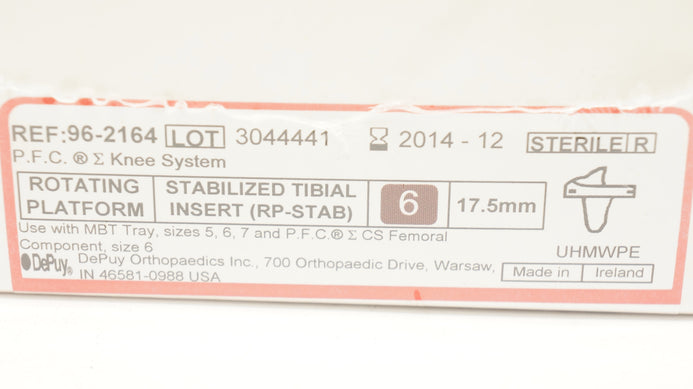 REF:96-2164 LOT 3044441 2014 - 12 STERILE R
P.F.C. ® Σ Knee System
ROTATING PLATFORM STABILIZED TIBIAL INSERT (RP-STAB) 6 17.5mm
Use with MBT Tray, sizes 5, 6, 7 and P.F.C.® Σ CS Femoral
Component, size 6
UHMWPE
DePuy® DePuy Orthopaedics Inc., 700 Orthopaedic Drive, Warsaw,
IN 46581-0988 USA
Made in Ireland